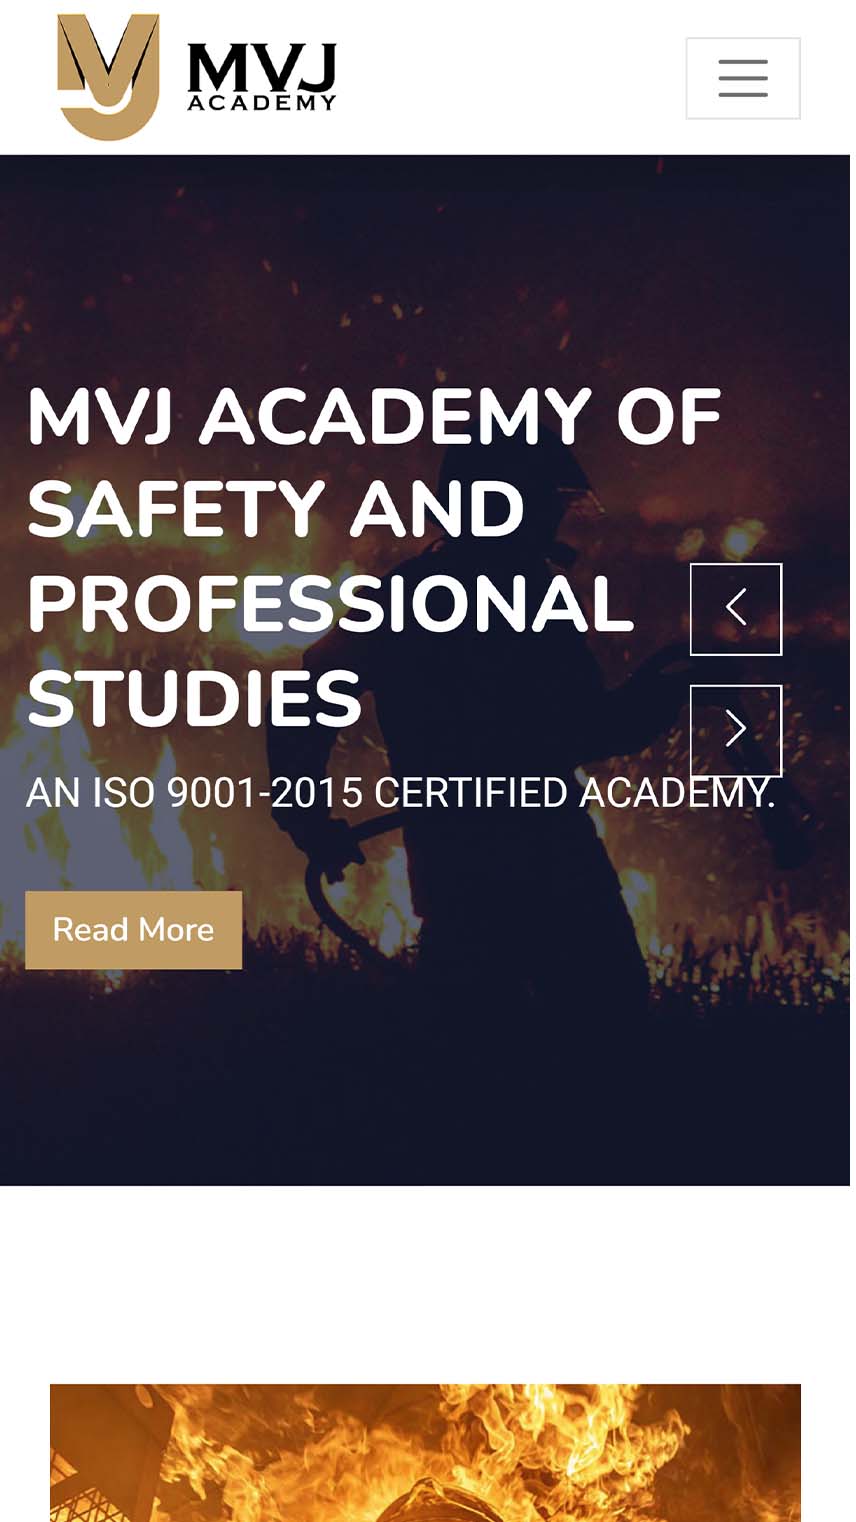 MVJ
ACADEMY
MVJ ACADEMY OF
SAFETY AND
PROFESSIONAL
STUDIES
AN ISO 9001-2015 CERTIFIED ACADEMY.
Read More